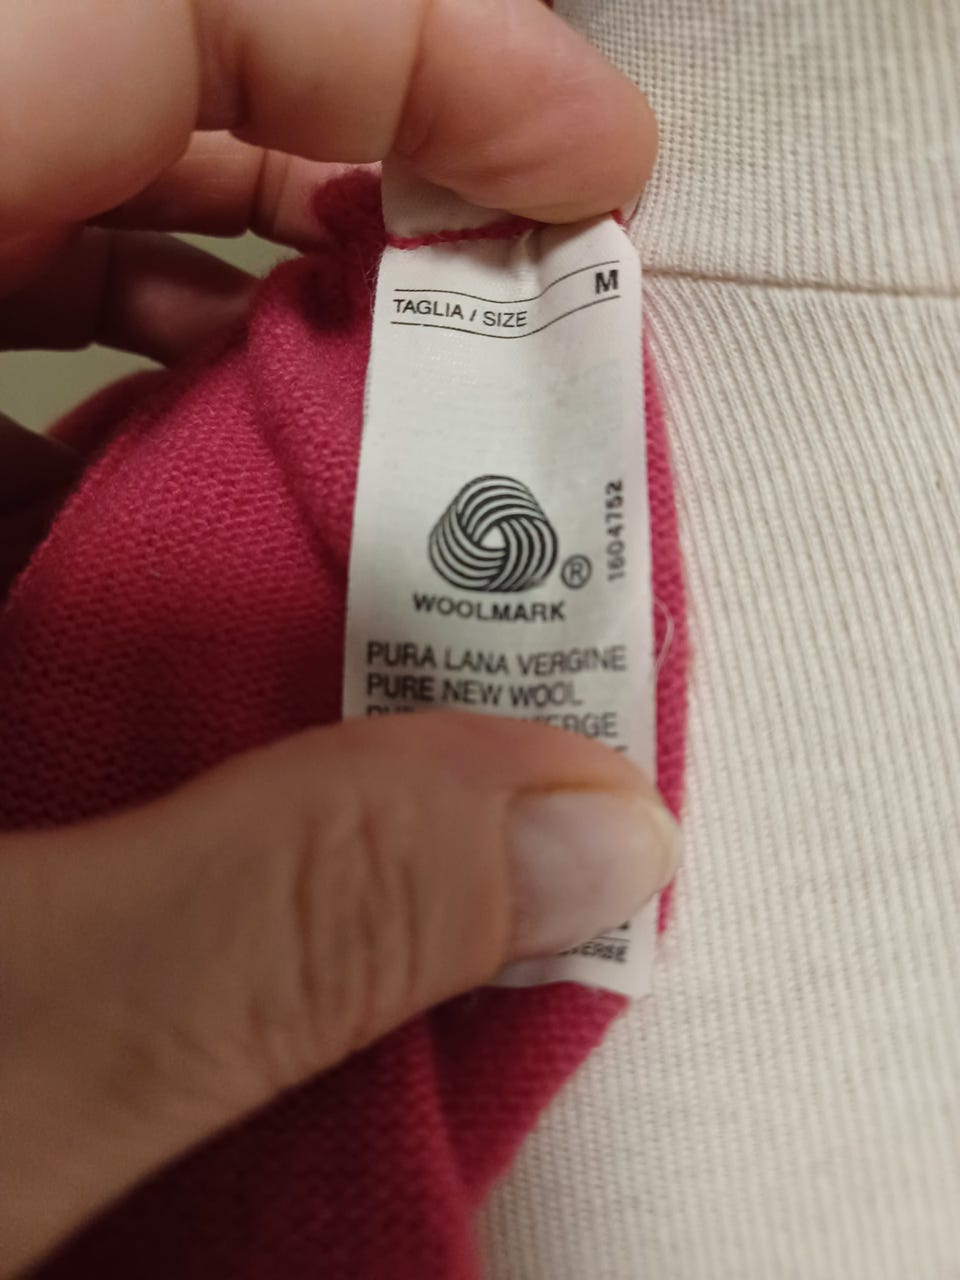 M
TAGLIA / SIZE
1604752
®
WOOLMARK
PURA LANA VERGINE
PURE NEW WOOL